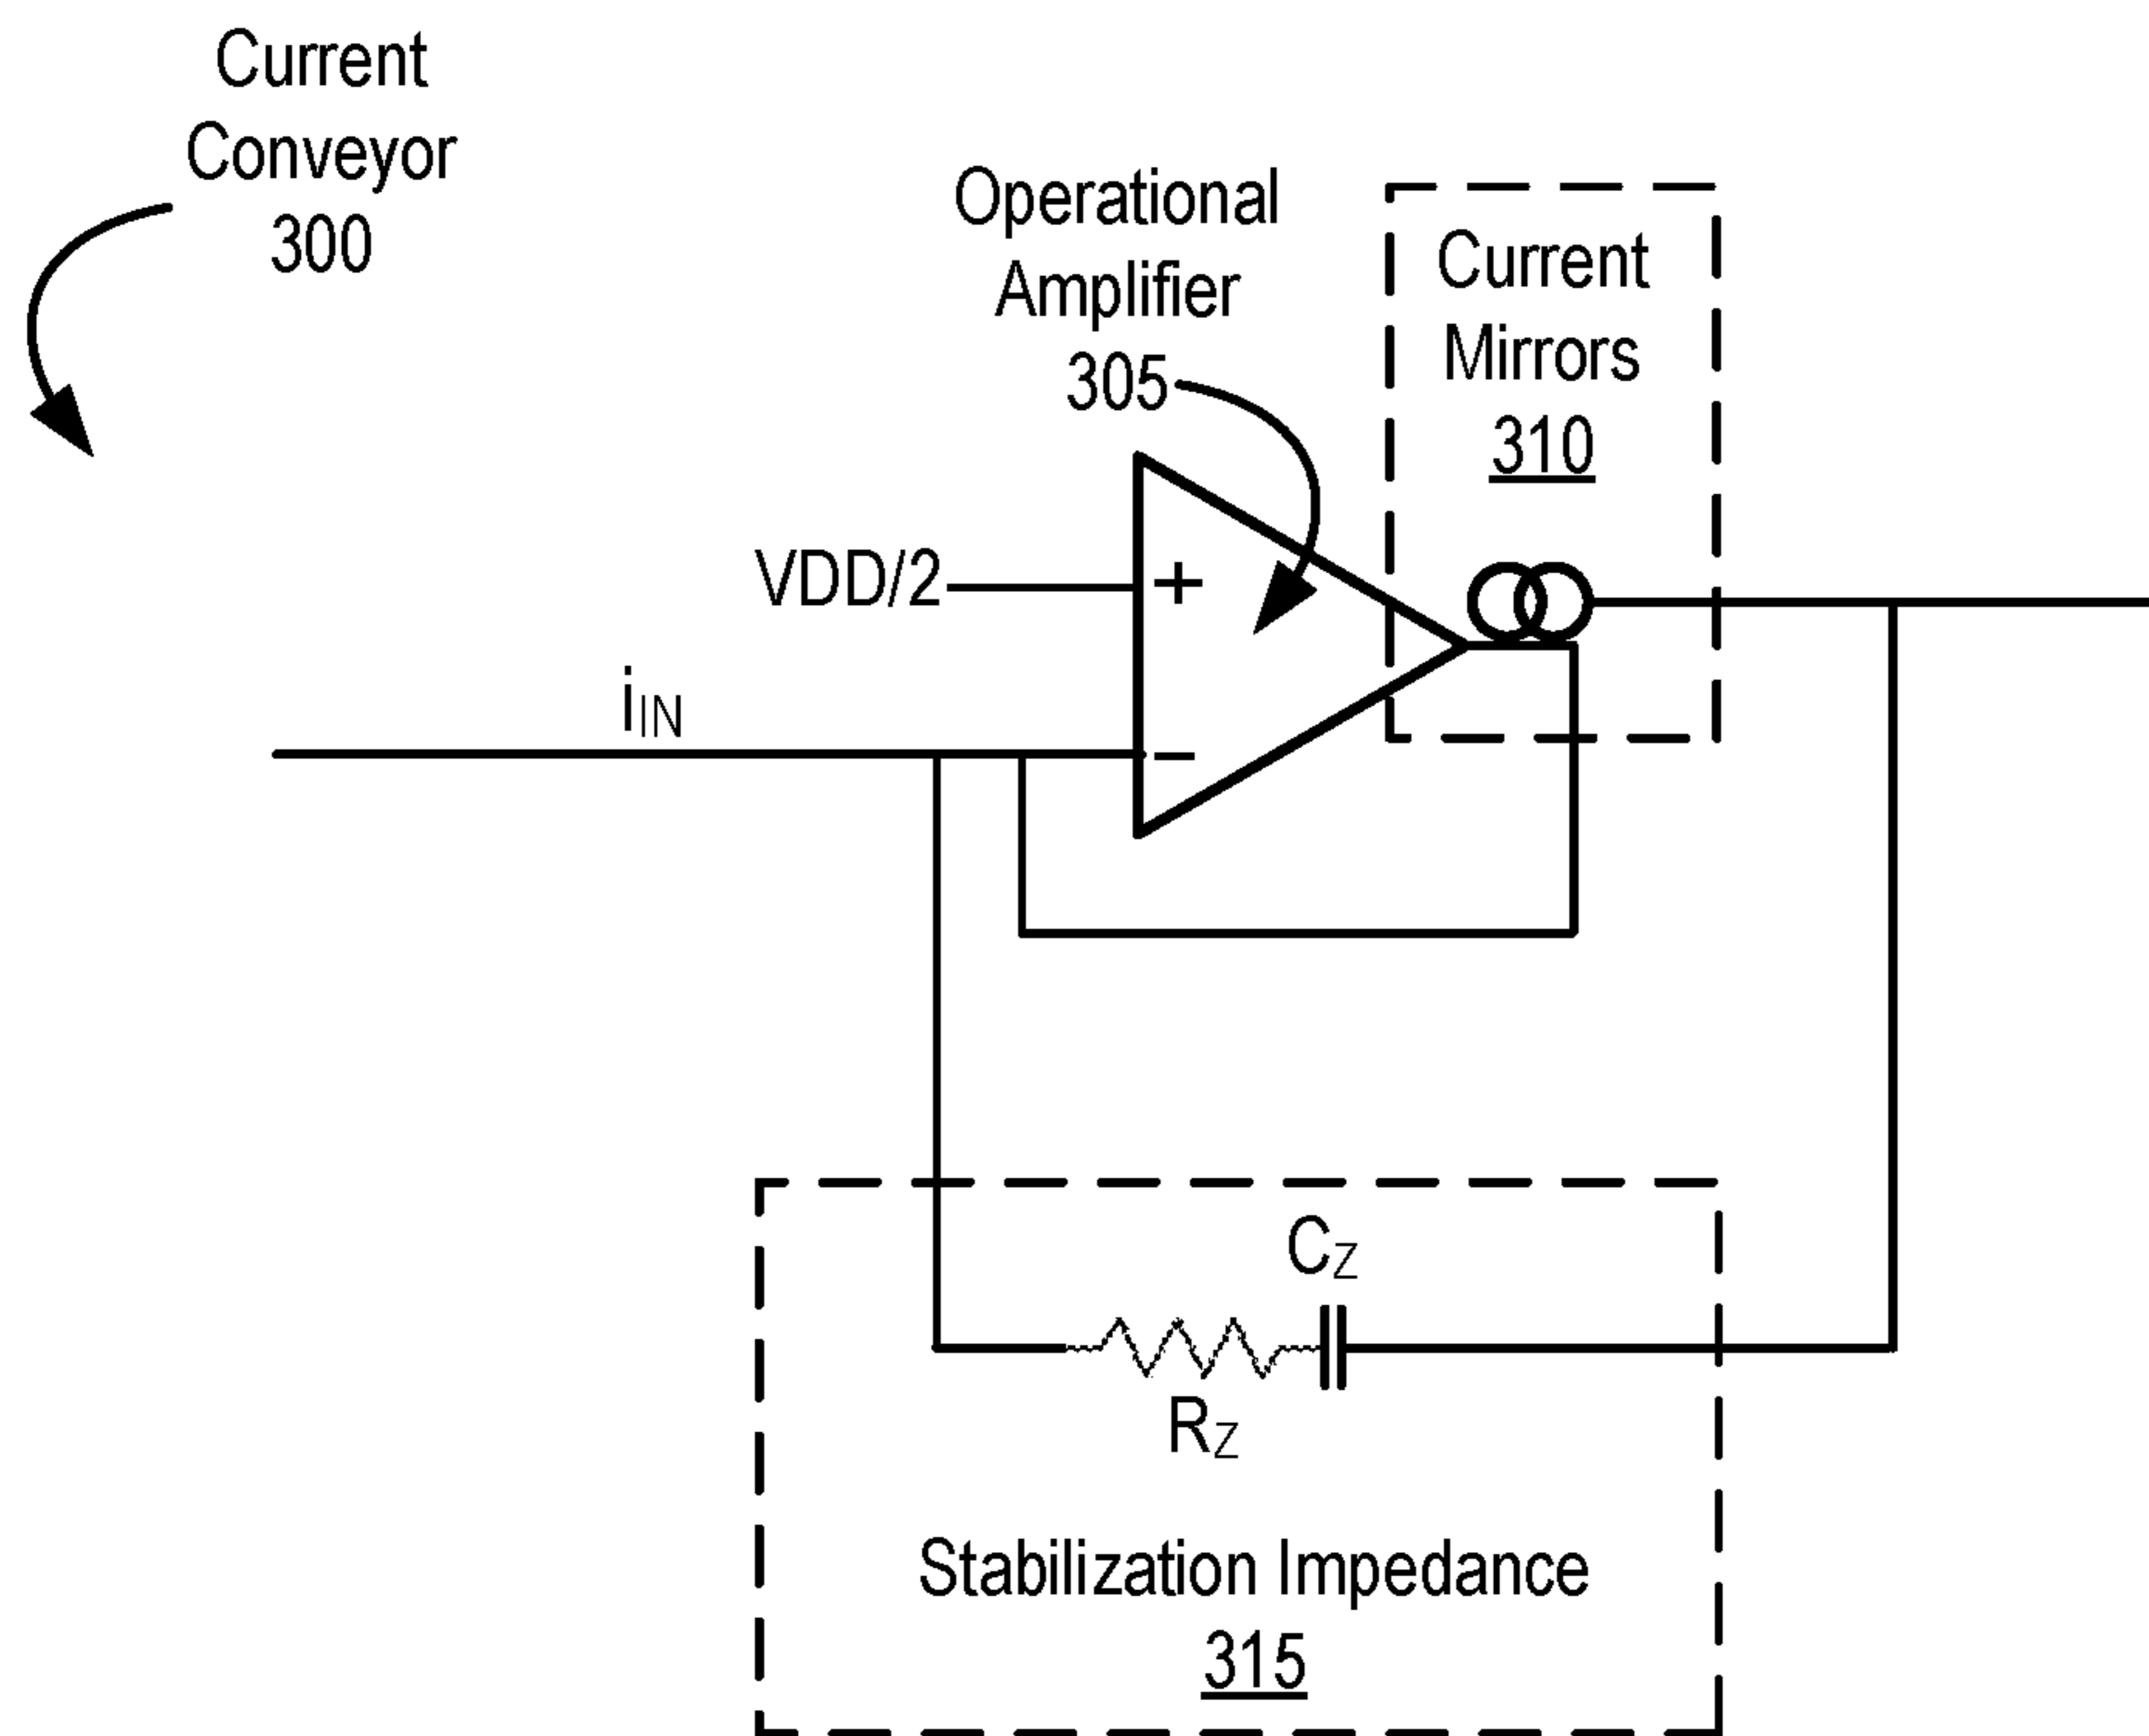 Current
Conveyor
300
Operational
Amplifier
305
Current
Mirrors
310
VDD/2
+
iIN
−
CZ
RZ
Stabilization Impedance
315